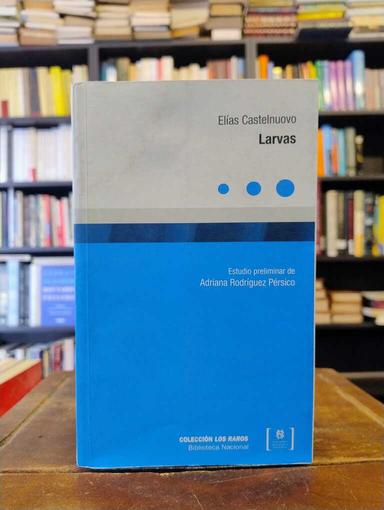 Elías Castelnuovo
Larvas
Estudio preliminar de
Adriana Rodríguez Pérsico
COLECCIÓN LOS RAROS
Biblioteca Nacional